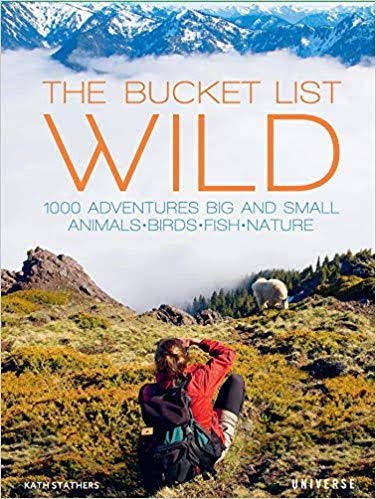 THE BUCKET LIST
WILD
1000 ADVENTURES BIG AND SMALL
ANIMALS•BIRDS•FISH•NATURE
KATH STATHERS
UNIVERSE